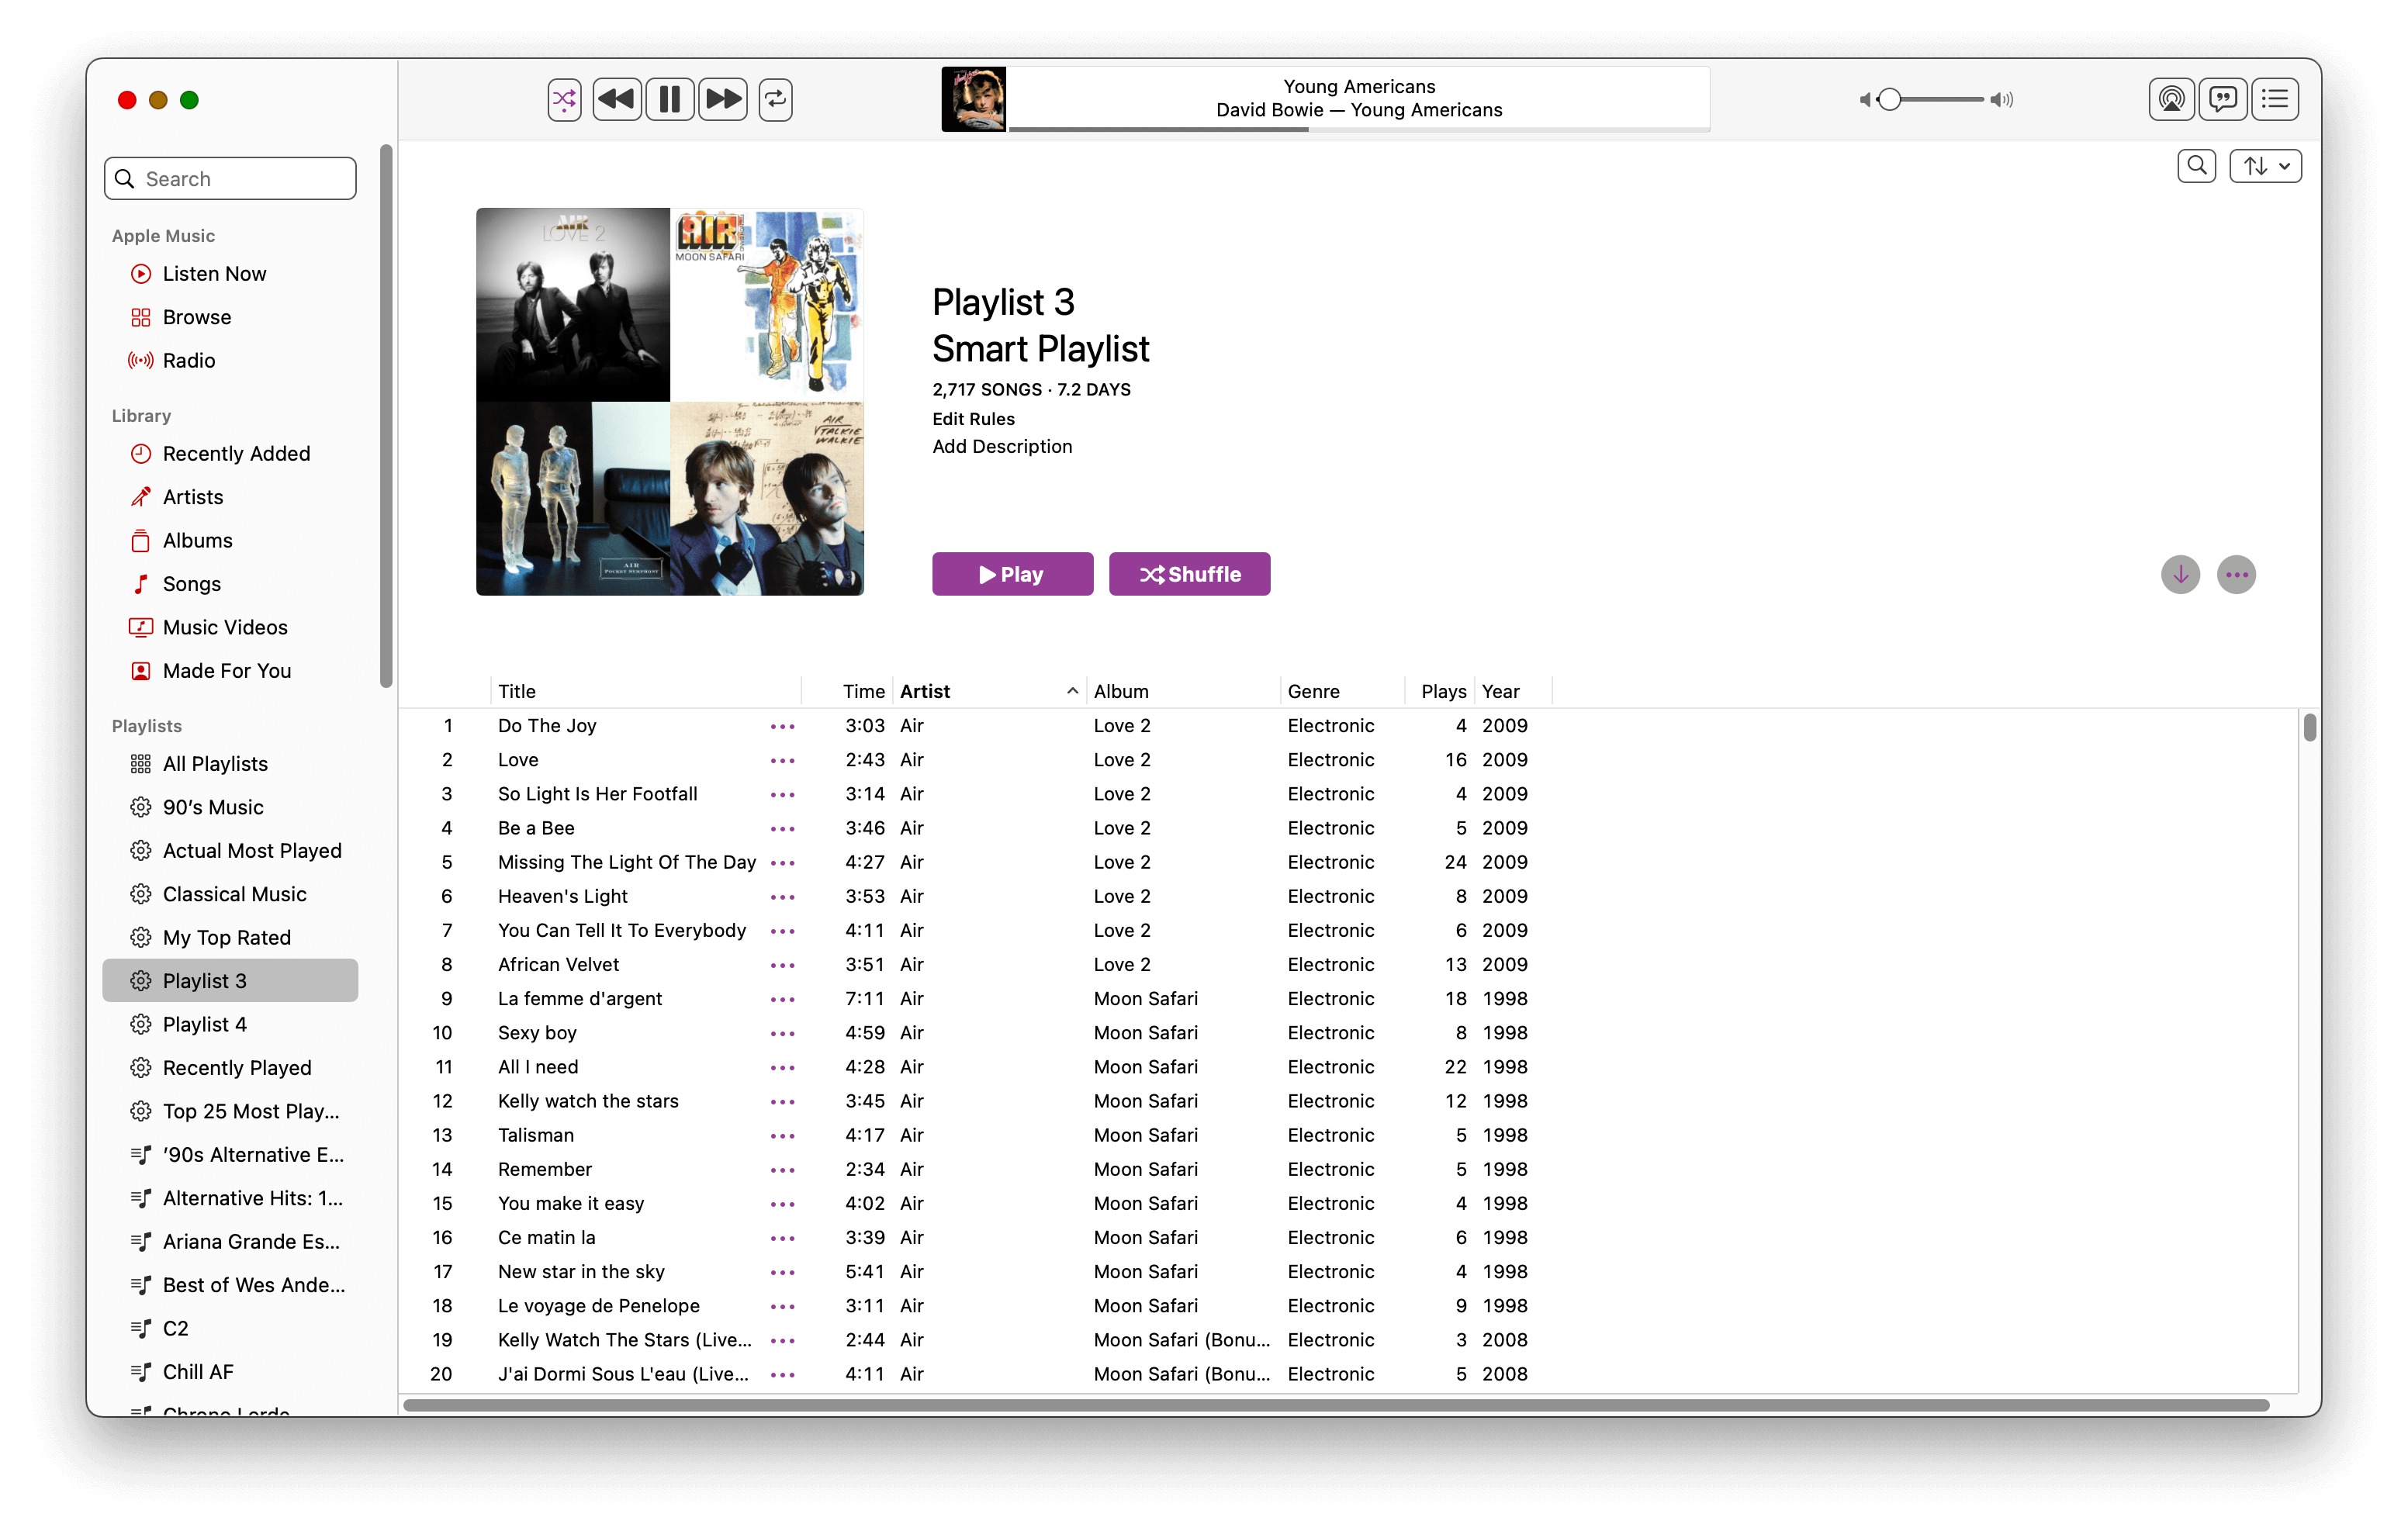 Young Americans
David Bowie — Young Americans
Search
Apple Music
Listen Now
Browse
Radio
Library
Recently Added
Artists
Albums
Songs
Music Videos
Made For You
Playlists
All Playlists
90’s Music
Actual Most Played
Classical Music
My Top Rated
Playlist 3
Playlist 4
Recently Played
Top 25 Most Play...
’90s Alternative E...
Alternative Hits: 1...
Ariana Grande Es...
Best of Wes Ande...
C2
Chill AF
AIR
LOVE 2
AIR
MOON SAFARI
AIR
POCKET SYMPHONY
AIR
TALKIE
WALKIE
Playlist 3
Smart Playlist
2,717 SONGS · 7.2 DAYS
Edit Rules
Add Description
Play Shuffle
Title Time Artist Album Genre Plays Year
1 Do The Joy 3:03 Air Love 2 Electronic 4 2009
2 Love 2:43 Air Love 2 Electronic 16 2009
3 So Light Is Her Footfall 3:14 Air Love 2 Electronic 4 2009
4 Be a Bee 3:46 Air Love 2 Electronic 5 2009
5 Missing The Light Of The Day 4:27 Air Love 2 Electronic 24 2009
6 Heaven's Light 3:53 Air Love 2 Electronic 8 2009
7 You Can Tell It To Everybody 4:11 Air Love 2 Electronic 6 2009
8 African Velvet 3:51 Air Love 2 Electronic 13 2009
9 La femme d'argent 7:11 Air Moon Safari Electronic 18 1998
10 Sexy boy 4:59 Air Moon Safari Electronic 8 1998
11 All I need 4:28 Air Moon Safari Electronic 22 1998
12 Kelly watch the stars 3:45 Air Moon Safari Electronic 12 1998
13 Talisman 4:17 Air Moon Safari Electronic 5 1998
14 Remember 2:34 Air Moon Safari Electronic 5 1998
15 You make it easy 4:02 Air Moon Safari Electronic 4 1998
16 Ce matin la 3:39 Air Moon Safari Electronic 6 1998
17 New star in the sky 5:41 Air Moon Safari Electronic 4 1998
18 Le voyage de Penelope 3:11 Air Moon Safari Electronic 9 1998
19 Kelly Watch The Stars (Live... 2:44 Air Moon Safari (Bonu... Electronic 3 2008
20 J'ai Dormi Sous L'eau (Live... 4:11 Air Moon Safari (Bonu... Electronic 5 2008